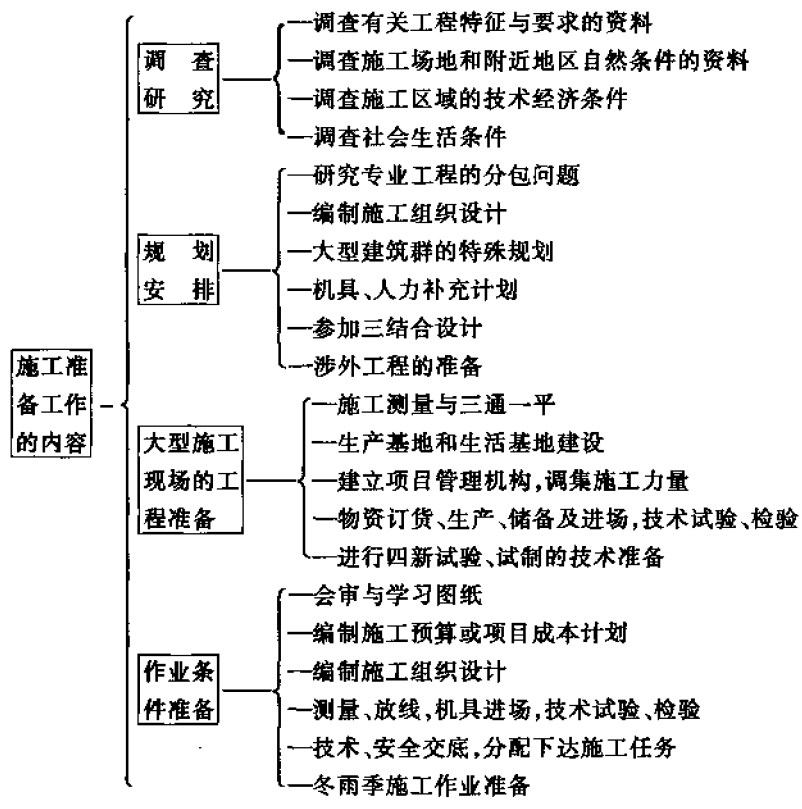 施工准
备工作
的内容
调 查
研 究
调查有关工程特征与要求的资料
调查施工场地和附近地区自然条件的资料
调查施工区域的技术经济条件
调查社会生活条件
规 划
安 排
研究专业工程的分包问题
编制施工组织设计
大型建筑群的特殊规划
机具、人力补充计划
参加三结合设计
涉外工程的准备
大型施工
现场的工
程准备
施工测量与三通一平
生产基地和生活基地建设
建立项目管理机构,调集施工力量
物资订货、生产、储备及进场,技术试验、检验
进行四新试验、试制的技术准备
作业条
件准备
会审与学习图纸
编制施工预算或项目成本计划
编制施工组织设计
测量、放线,机具进场,技术试验、检验
技术、安全交底,分配下达施工任务
冬雨季施工作业准备